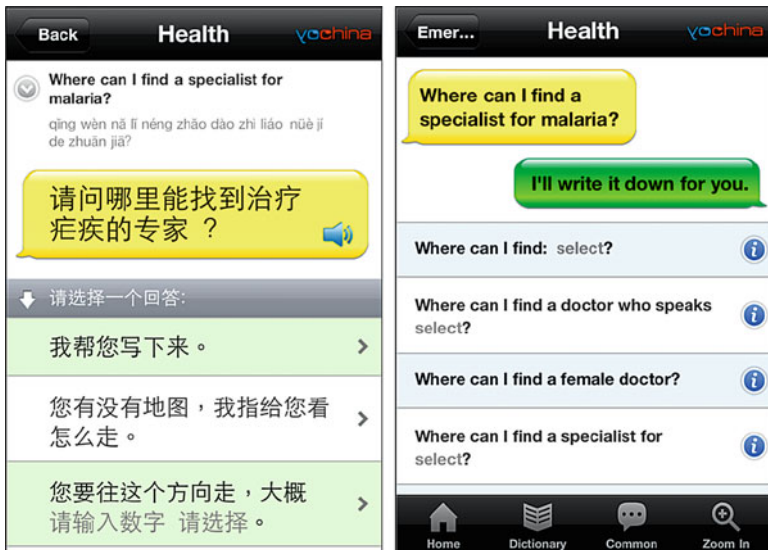 Back
Health
yochina
Where can I find a specialist for
malaria?
qǐng wèn nǎ lǐ néng zhāo dào zhì liáo nüè jí
de zhuān jiā?
请问哪里能找到治疗
疟疾的专家 ?
请选择一个回答:
我帮您写下来。
您有没有地图，我指给您看
怎么走。
您要往这个方向走，大概
请输入数字 请选择。
Emer...
Health
yochina
Where can I find a
specialist for malaria?
I'll write it down for you.
Where can I find: select?
Where can I find a doctor who speaks
select?
Where can I find a female doctor?
Where can I find a specialist for
select?
Home
Dictionary
Common
Zoom In